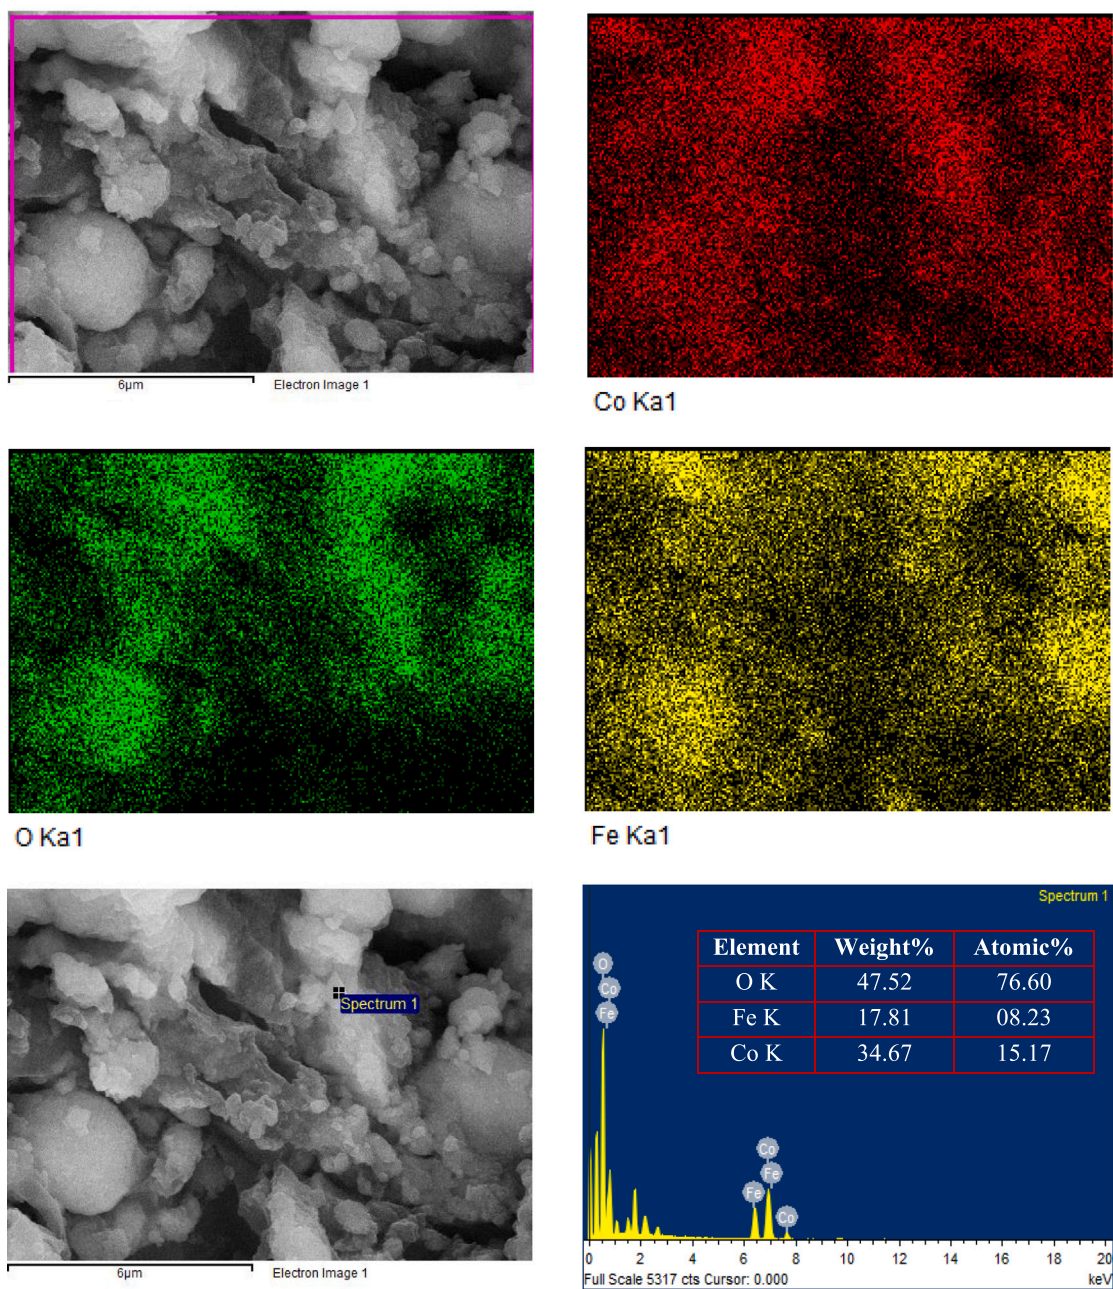 6µm Electron Image 1
Co Ka1
O Ka1
Fe Ka1
Spectrum 1
6µm Electron Image 1
Spectrum 1
Element Weight% Atomic%
O K 47.52 76.60
Fe K 17.81 08.23
Co K 34.67 15.17
O
Co
Fe
Co
Fe
Fe
Co
0 2 4 6 8 10 12 14 16 18 20
Full Scale 5317 cts Cursor: 0.000 keV